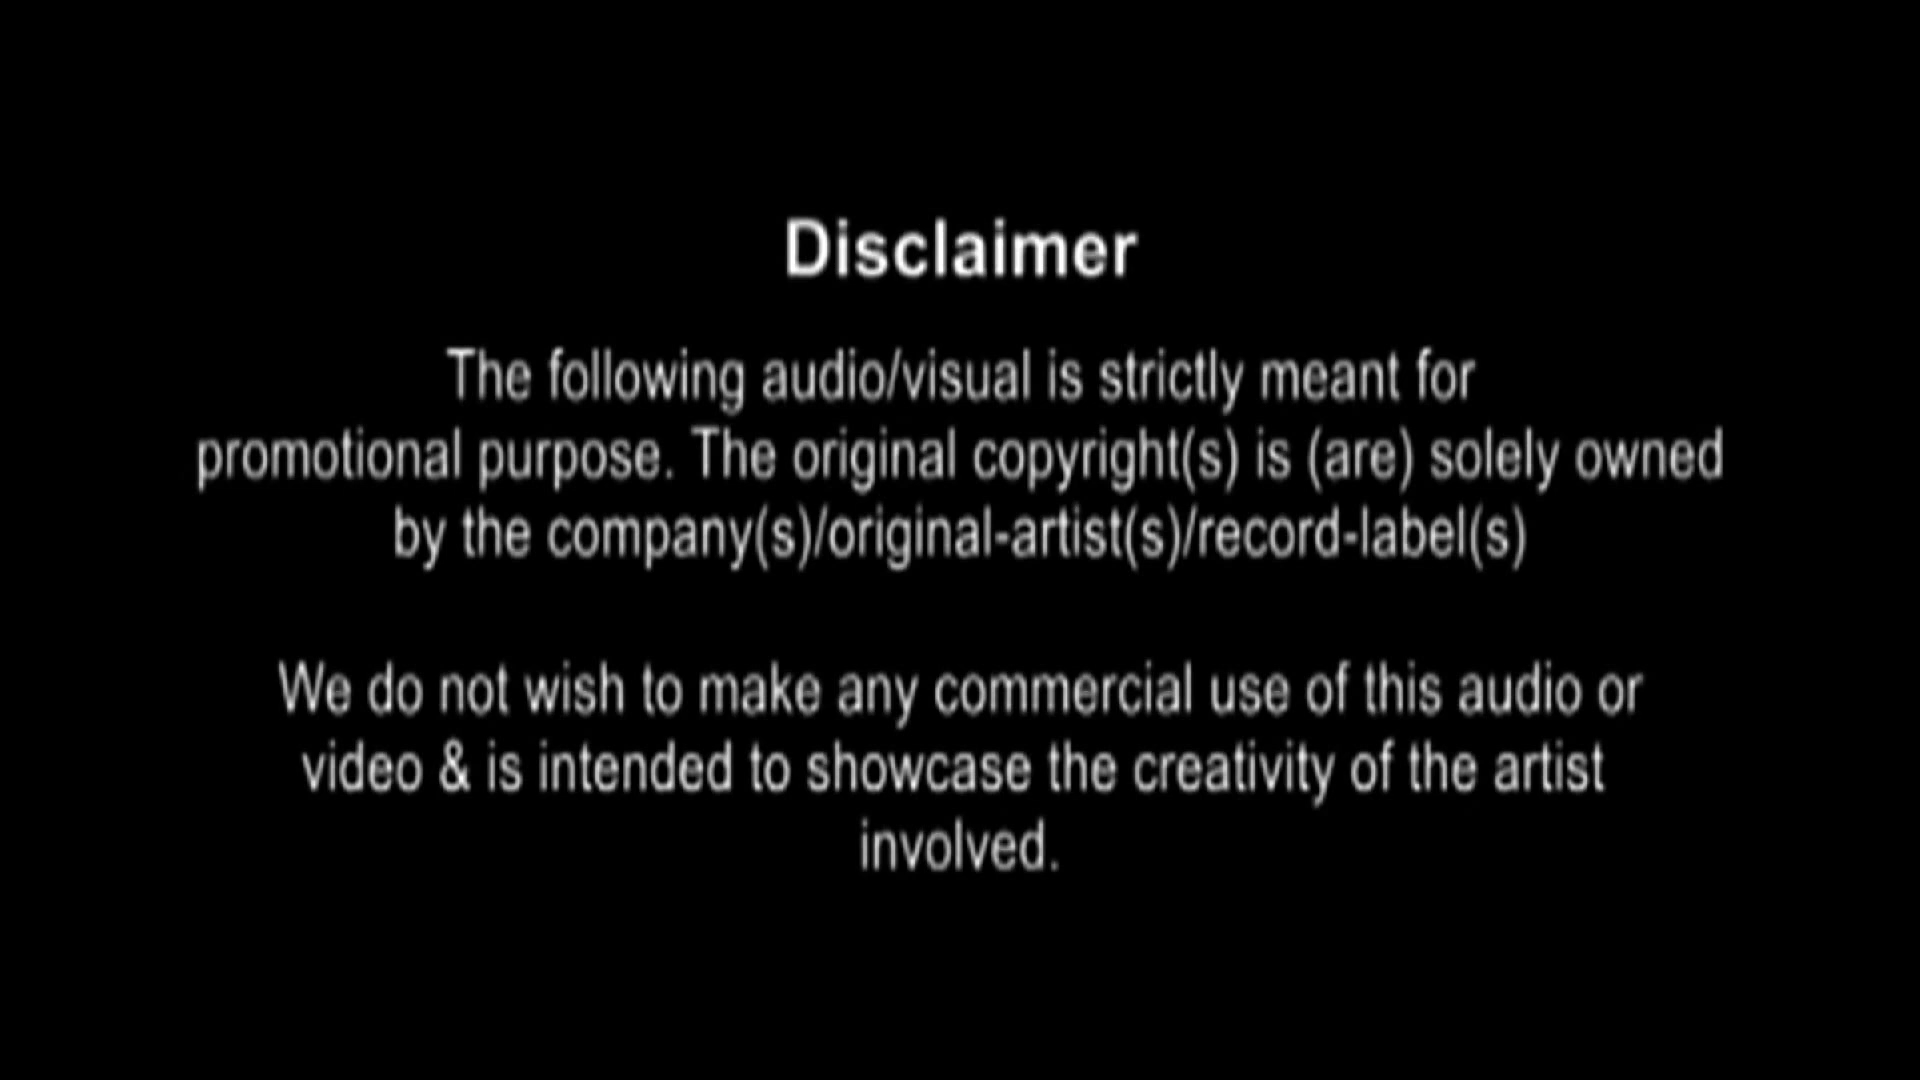 Disclaimer
The following audio/visual is strictly meant for
promotional purpose. The original copyright(s) is (are) solely owned
by the company(s)/original-artist(s)/record-label(s)
We do not wish to make any commercial use of this audio or
video & is intended to showcase the creativity of the artist
involved.